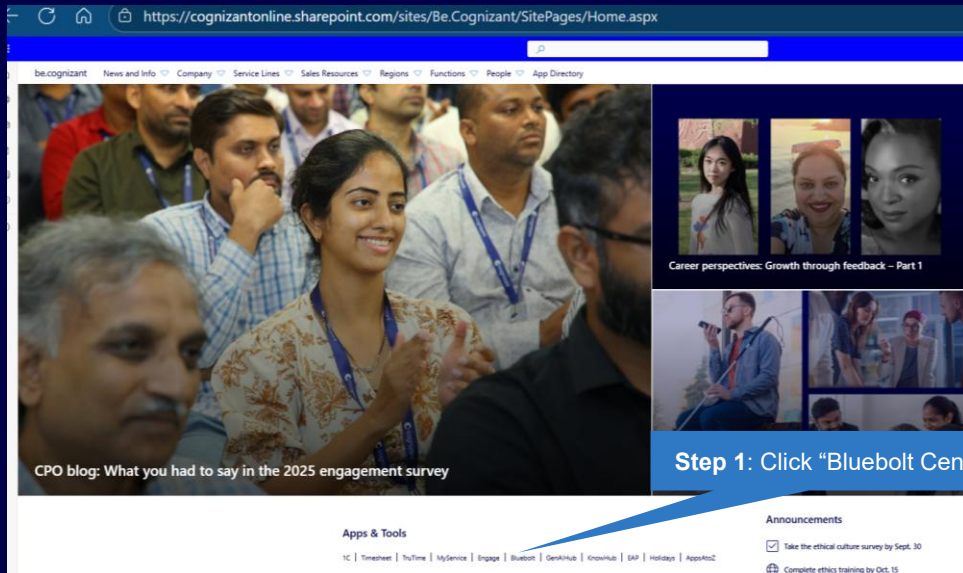 https://cognizantonline.sharepoint.com/sites/Be.Cognizant/SitePages/Home.aspx
be.cognizant News and Info Company Service Lines Sales Resources Regions Functions People App Directory
Career perspectives: Growth through feedback – Part 1
CPO blog: What you had to say in the 2025 engagement survey
Step 1: Click “Bluebolt Cen
Apps & Tools
1C | Timesheet | TruTime | MyService | Engage | Bluebolt | GenAIHub | KnowHub | EAP | Holidays | AppsAtoZ
Announcements
Take the ethical culture survey by Sept. 30
Complete ethics training by Oct. 15